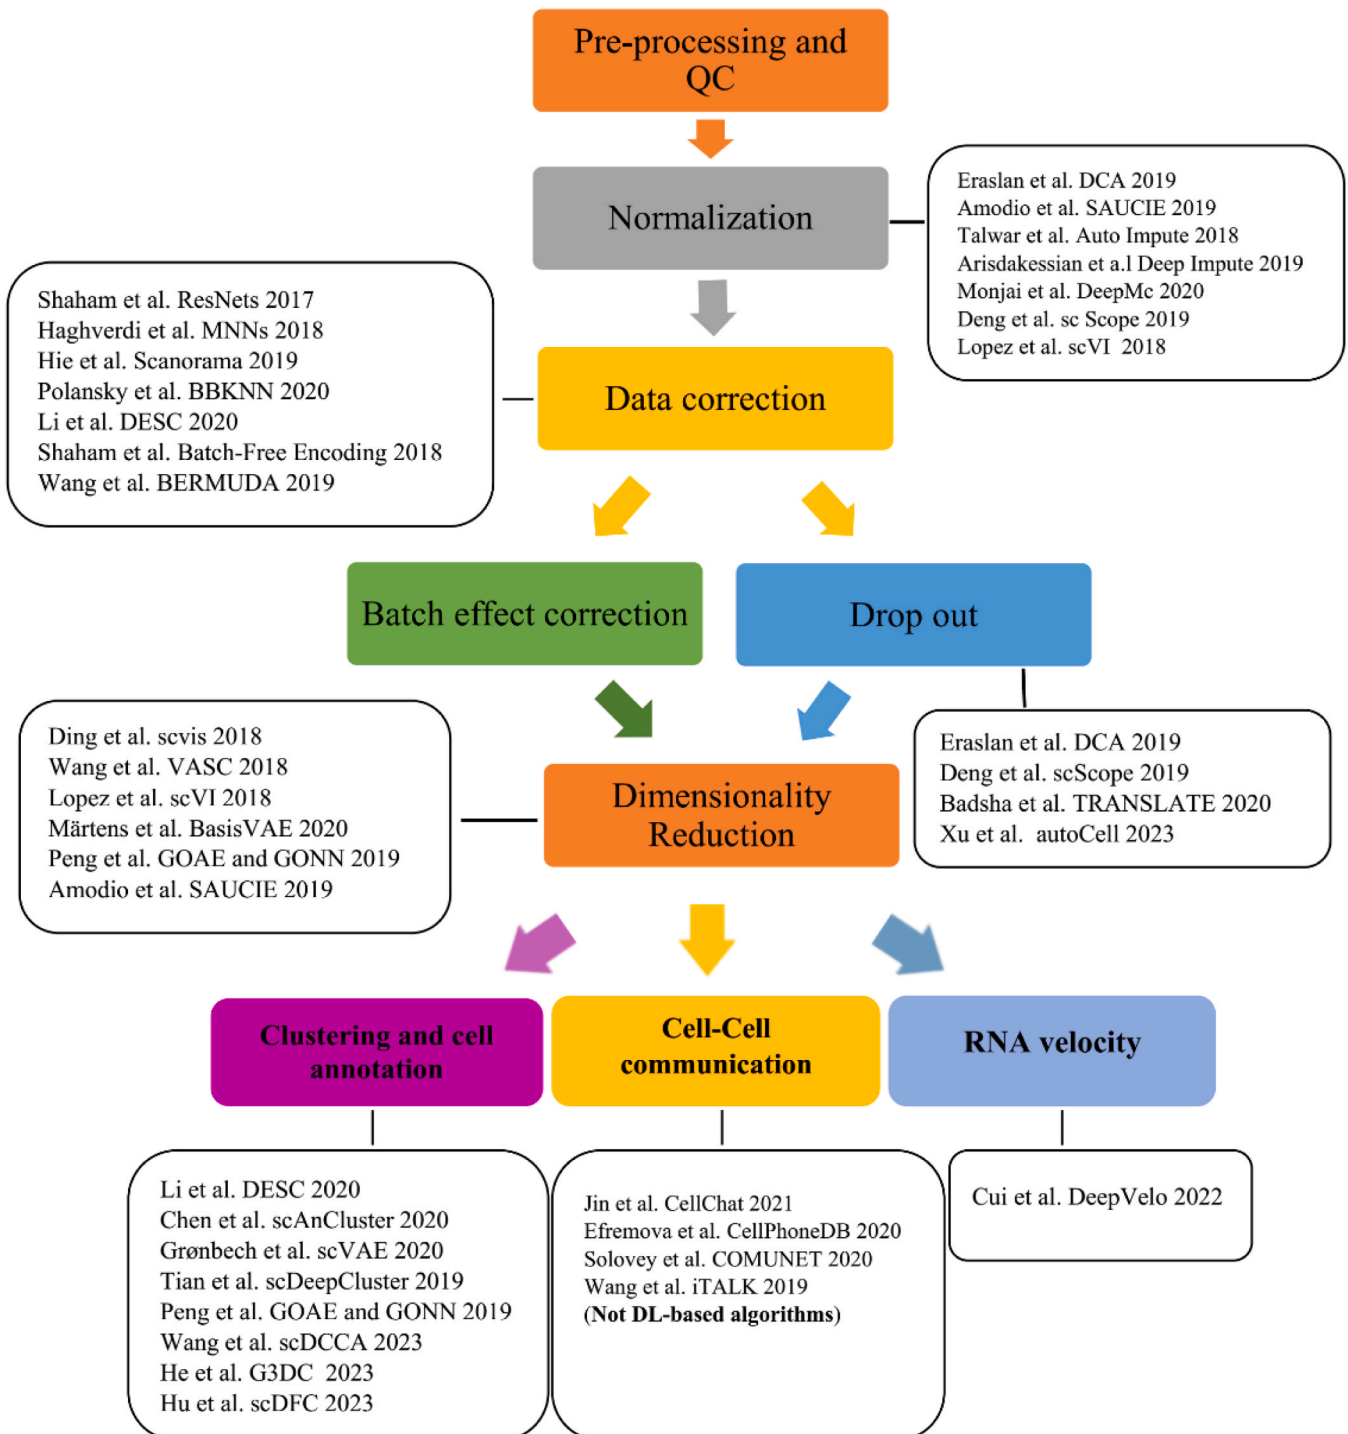 Pre-processing and
QC
Normalization
Eraslan et al. DCA 2019
Amodio et al. SAUCIE 2019
Talwar et al. Auto Impute 2018
Arisdakessian et a.l Deep Impute 2019
Monjai et al. DeepMc 2020
Deng et al. sc Scope 2019
Lopez et al. scVI 2018
Shaham et al. ResNets 2017
Haghverdi et al. MNNs 2018
Hie et al. Scanorama 2019
Polansky et al. BBKNN 2020
Li et al. DESC 2020
Shaham et al. Batch-Free Encoding 2018
Wang et al. BERMUDA 2019
Data correction
Batch effect correction
Drop out
Ding et al. scvis 2018
Wang et al. VASC 2018
Lopez et al. scVI 2018
Märtens et al. BasisVAE 2020
Peng et al. GOAE and GONN 2019
Amodio et al. SAUCIE 2019
Dimensionality
Reduction
Eraslan et al. DCA 2019
Deng et al. scScope 2019
Badsha et al. TRANSLATE 2020
Xu et al. autoCell 2023
Clustering and cell
annotation
Cell-Cell
communication
RNA velocity
Li et al. DESC 2020
Chen et al. scAnCluster 2020
Grønbech et al. scVAE 2020
Tian et al. scDeepCluster 2019
Peng et al. GOAE and GONN 2019
Wang et al. scDCCA 2023
He et al. G3DC 2023
Hu et al. scDFC 2023
Jin et al. CellChat 2021
Efremova et al. CellPhoneDB 2020
Solovey et al. COMUNET 2020
Wang et al. iTALK 2019
(Not DL-based algorithms)
Cui et al. DeepVelo 2022